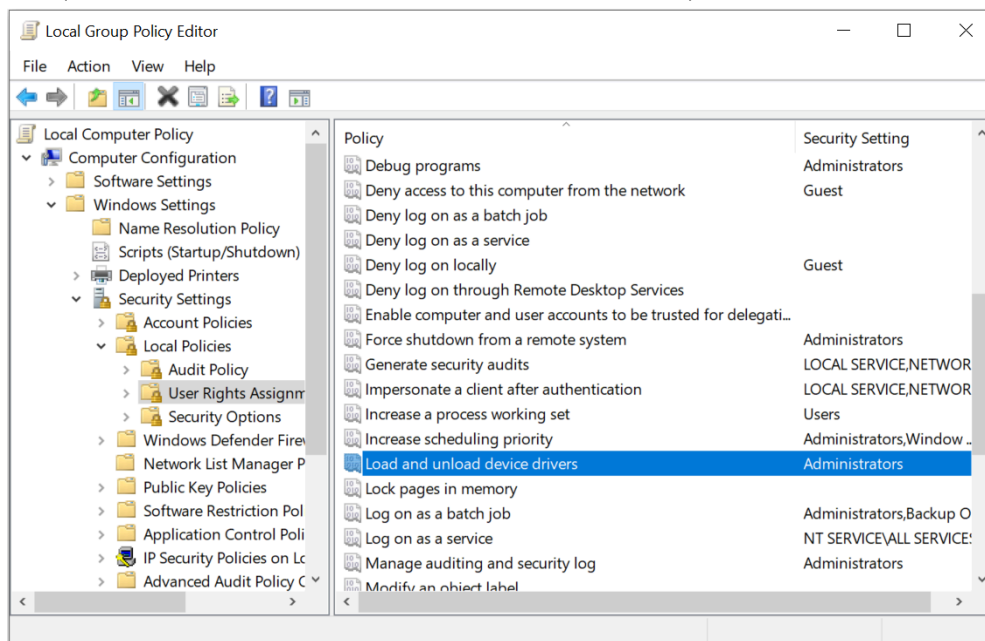 Local Group Policy Editor
File Action View Help
Local Computer Policy
Computer Configuration
Software Settings
Windows Settings
Name Resolution Policy
Scripts (Startup/Shutdown)
Deployed Printers
Security Settings
Account Policies
Local Policies
Audit Policy
User Rights Assignm
Security Options
Windows Defender Firew
Network List Manager P
Public Key Policies
Software Restriction Pol
Application Control Poli
IP Security Policies on Lc
Advanced Audit Policy C
Policy Security Setting
Debug programs Administrators
Deny access to this computer from the network Guest
Deny log on as a batch job
Deny log on as a service
Deny log on locally Guest
Deny log on through Remote Desktop Services
Enable computer and user accounts to be trusted for delegati...
Force shutdown from a remote system Administrators
Generate security audits LOCAL SERVICE,NETWOR
Impersonate a client after authentication LOCAL SERVICE,NETWOR
Increase a process working set Users
Increase scheduling priority Administrators,Window ..
Load and unload device drivers Administrators
Lock pages in memory
Log on as a batch job Administrators,Backup O
Log on as a service NT SERVICE\ALL SERVICES
Manage auditing and security log Administrators
Modify an object label